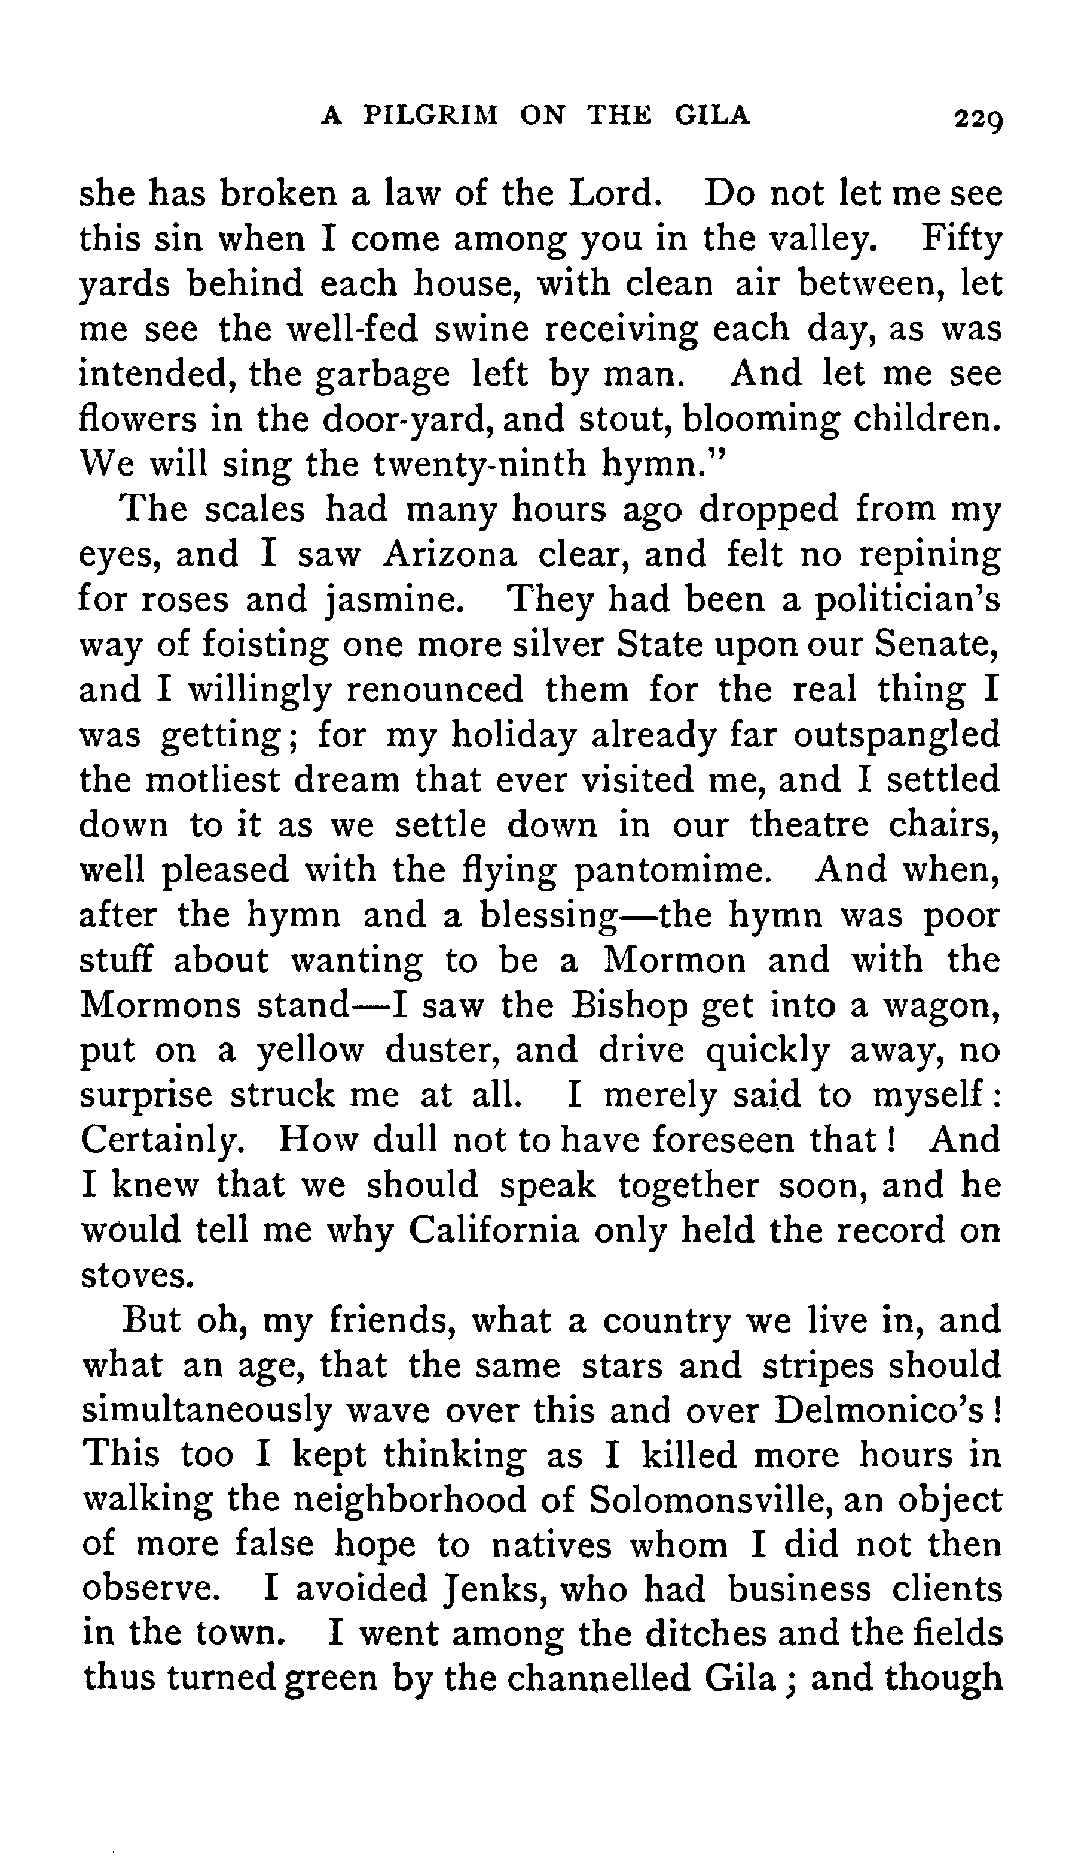 A PILGRIM ON THE GILA 229
she has broken a law of the Lord. Do not let me see
this sin when I come among you in the valley. Fifty
yards behind each house, with clean air between, let
me see the well-fed swine receiving each day, as was
intended, the garbage left by man. And let me see
flowers in the door-yard, and stout, blooming children.
We will sing the twenty-ninth hymn."
The scales had many hours ago dropped from my
eyes, and I saw Arizona clear, and felt no repining
for roses and jasmine. They had been a politician's
way of foisting one more silver State upon our Senate,
and I willingly renounced them for the real thing I
was getting; for my holiday already far outspangled
the motliest dream that ever visited me, and I settled
down to it as we settle down in our theatre chairs,
well pleased with the flying pantomime. And when,
after the hymn and a blessing—the hymn was poor
stuff about wanting to be a Mormon and with the
Mormons stand—I saw the Bishop get into a wagon,
put on a yellow duster, and drive quickly away, no
surprise struck me at all. I merely said to myself:
Certainly. How dull not to have foreseen that! And
I knew that we should speak together soon, and he
would tell me why California only held the record on
stoves.
But oh, my friends, what a country we live in, and
what an age, that the same stars and stripes should
simultaneously wave over this and over Delmonico's!
This too I kept thinking as I killed more hours in
walking the neighborhood of Solomonsville, an object
of more false hope to natives whom I did not then
observe. I avoided Jenks, who had business clients
in the town. I went among the ditches and the fields
thus turned green by the channelled Gila; and though